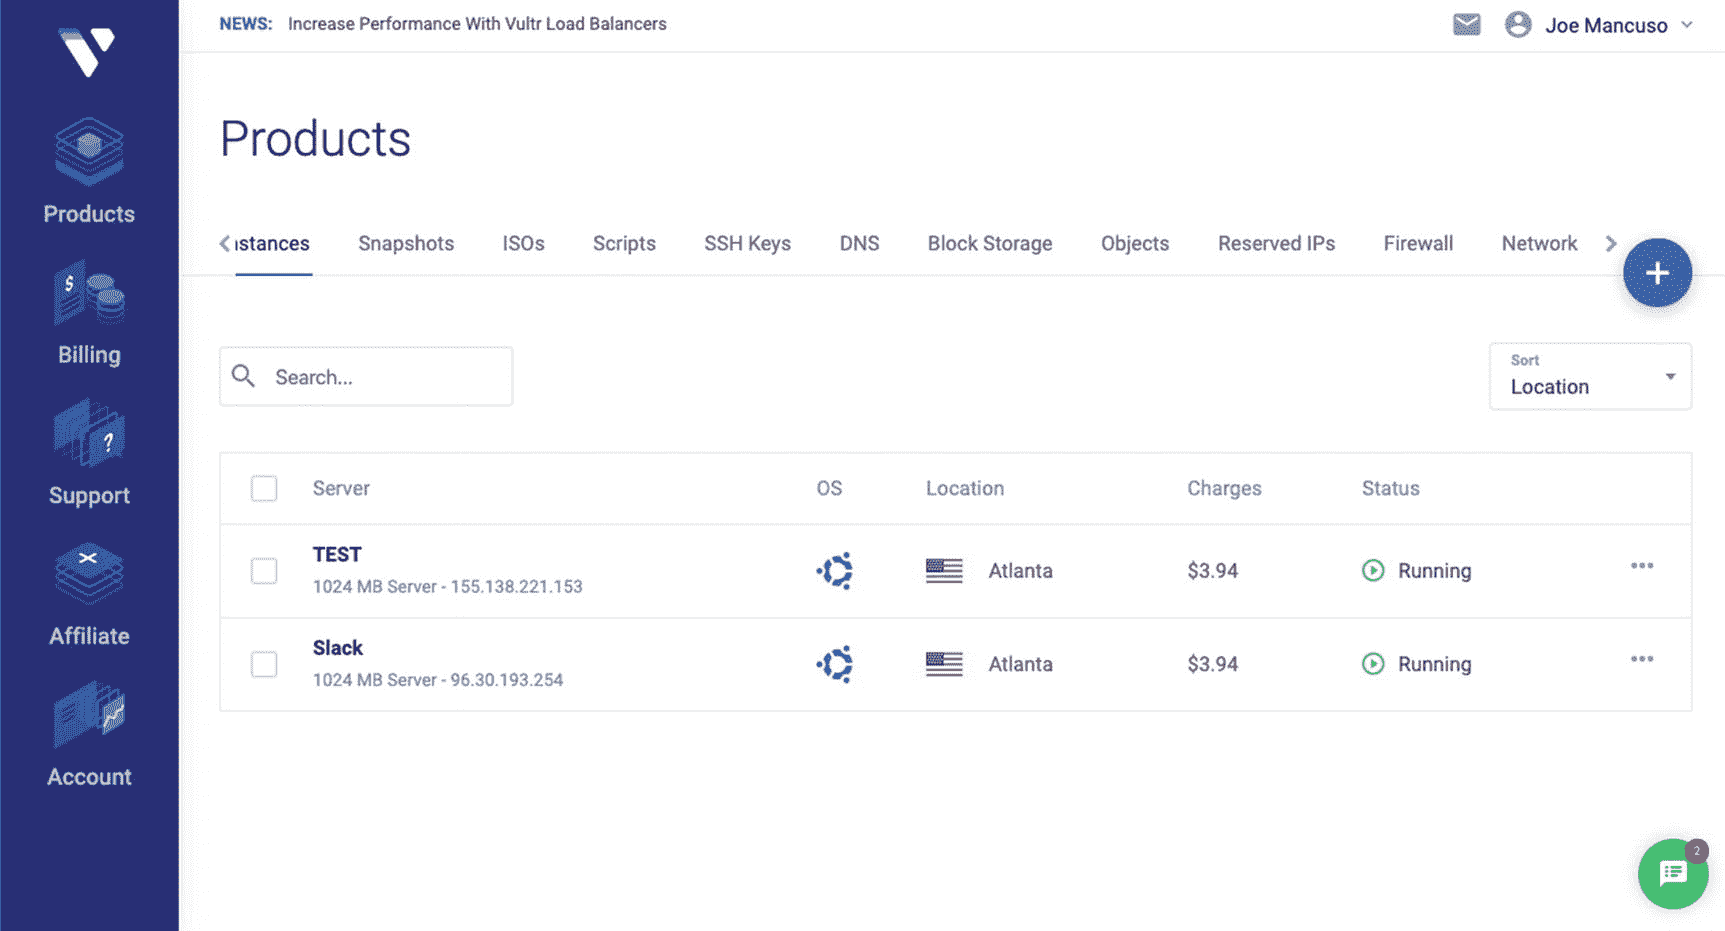 NEWS: Increase Performance With Vultr Load Balancers
Joe Mancuso
Products
Billing
Support
Affiliate
Account
Products
nstances Snapshots ISOs Scripts SSH Keys DNS Block Storage Objects Reserved IPs Firewall Network
Search...
Sort
Location
Server OS Location Charges Status
TEST
1024 MB Server - 155.138.221.153
Atlanta $3.94 Running
Slack
1024 MB Server - 96.30.193.254
Atlanta $3.94 Running
2